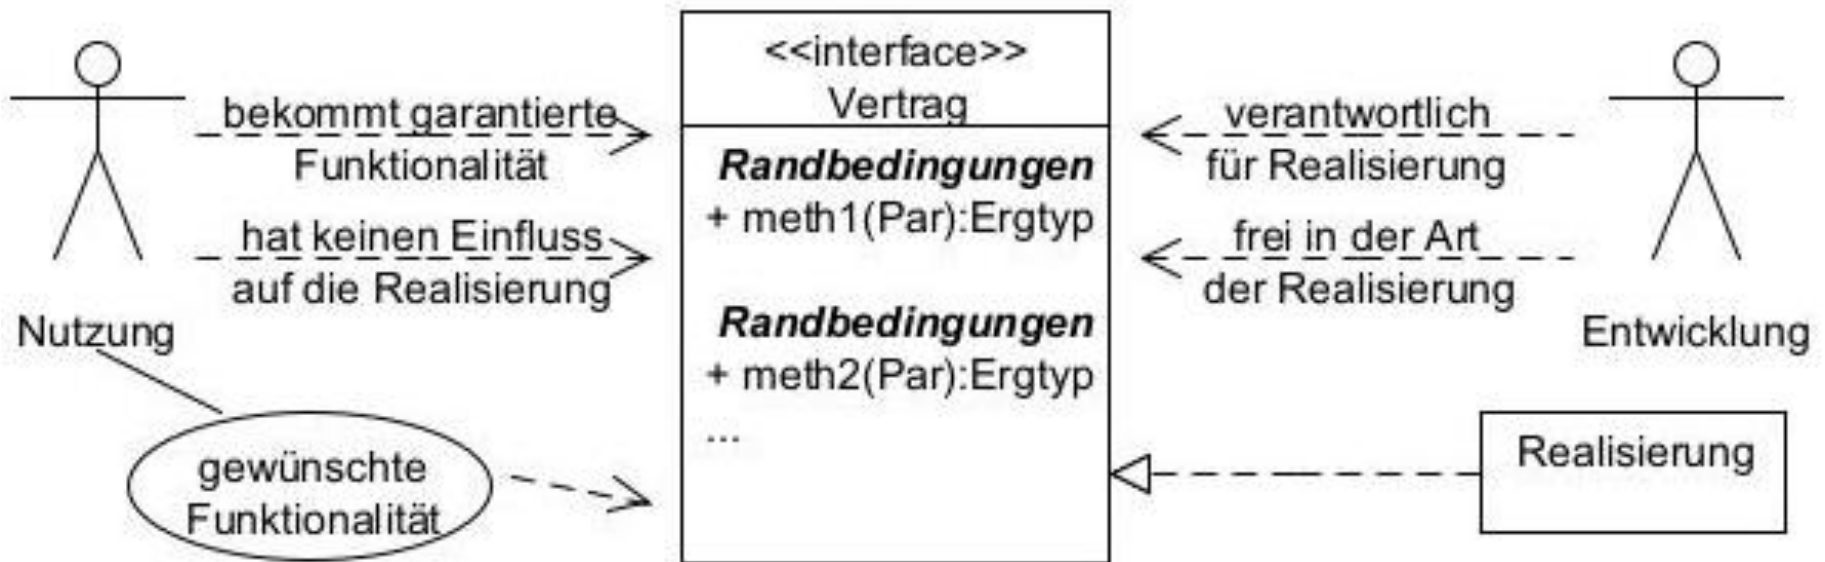 <<interface>>
Vertrag
Randbedingungen
+ meth1(Par):Ergtyp
Randbedingungen
+ meth2(Par):Ergtyp
...
bekommt garantierte
Funktionalität
hat keinen Einfluss
auf die Realisierung
Nutzung
gewünschte
Funktionalität
verantwortlich
für Realisierung
frei in der Art
der Realisierung
Entwicklung
Realisierung